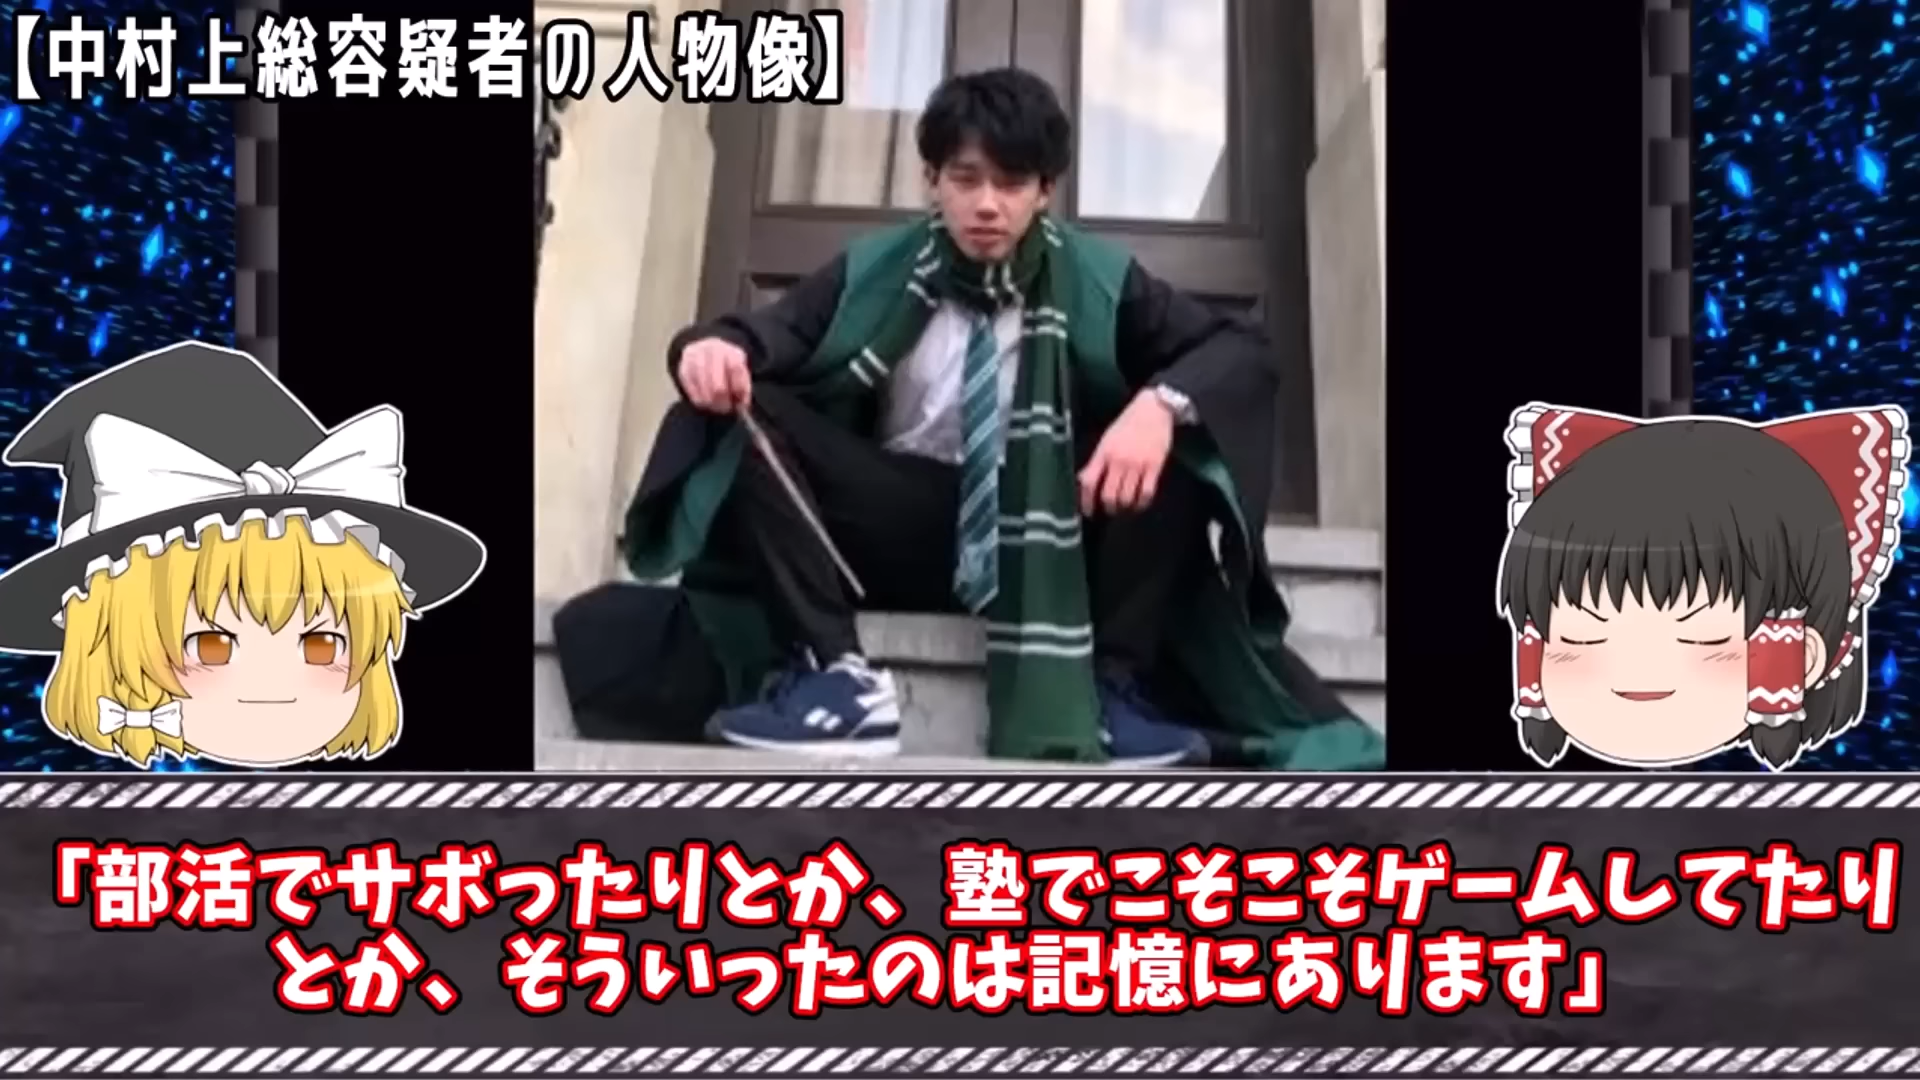 【中村上総容疑者の人物像】
「部活でサボったりとか、塾でこそこそゲームしてたり
とか、そういったのは記憶にあります」